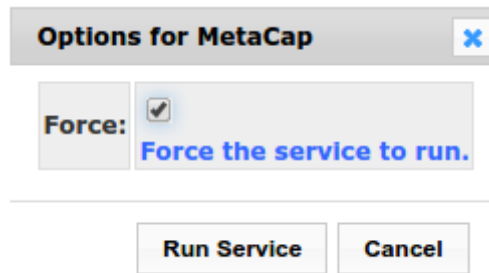 Options for MetaCap
Force:
Force the service to run.
Run Service Cancel